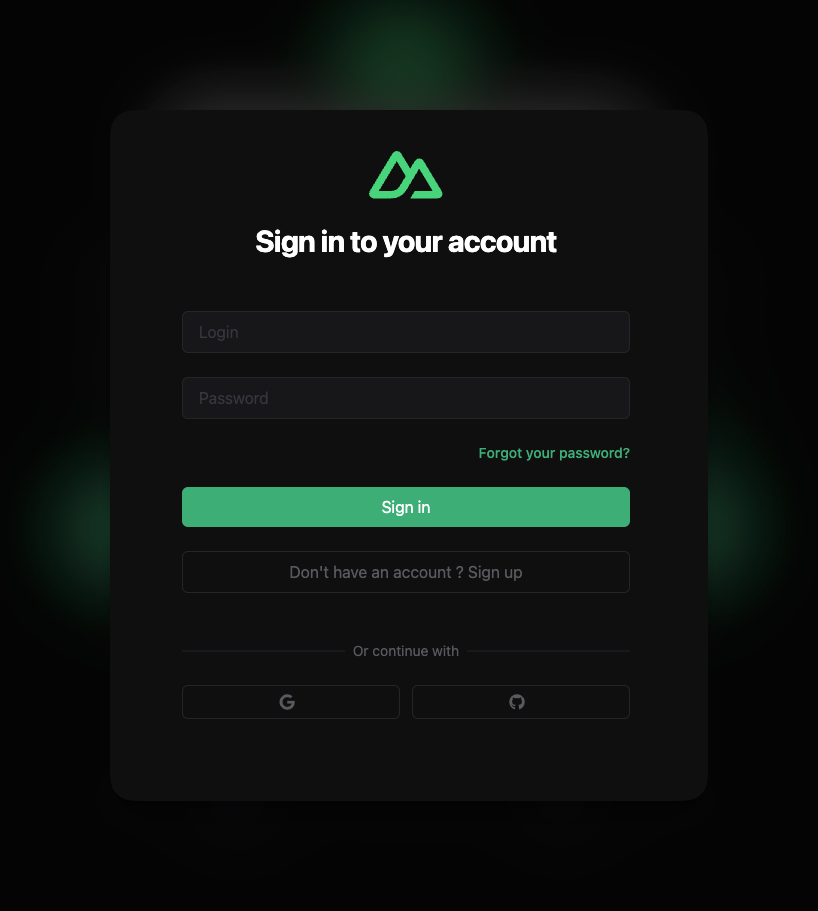 Sign in to your account
Login
Password
Forgot your password?
Sign in
Don't have an account ? Sign up
Or continue with